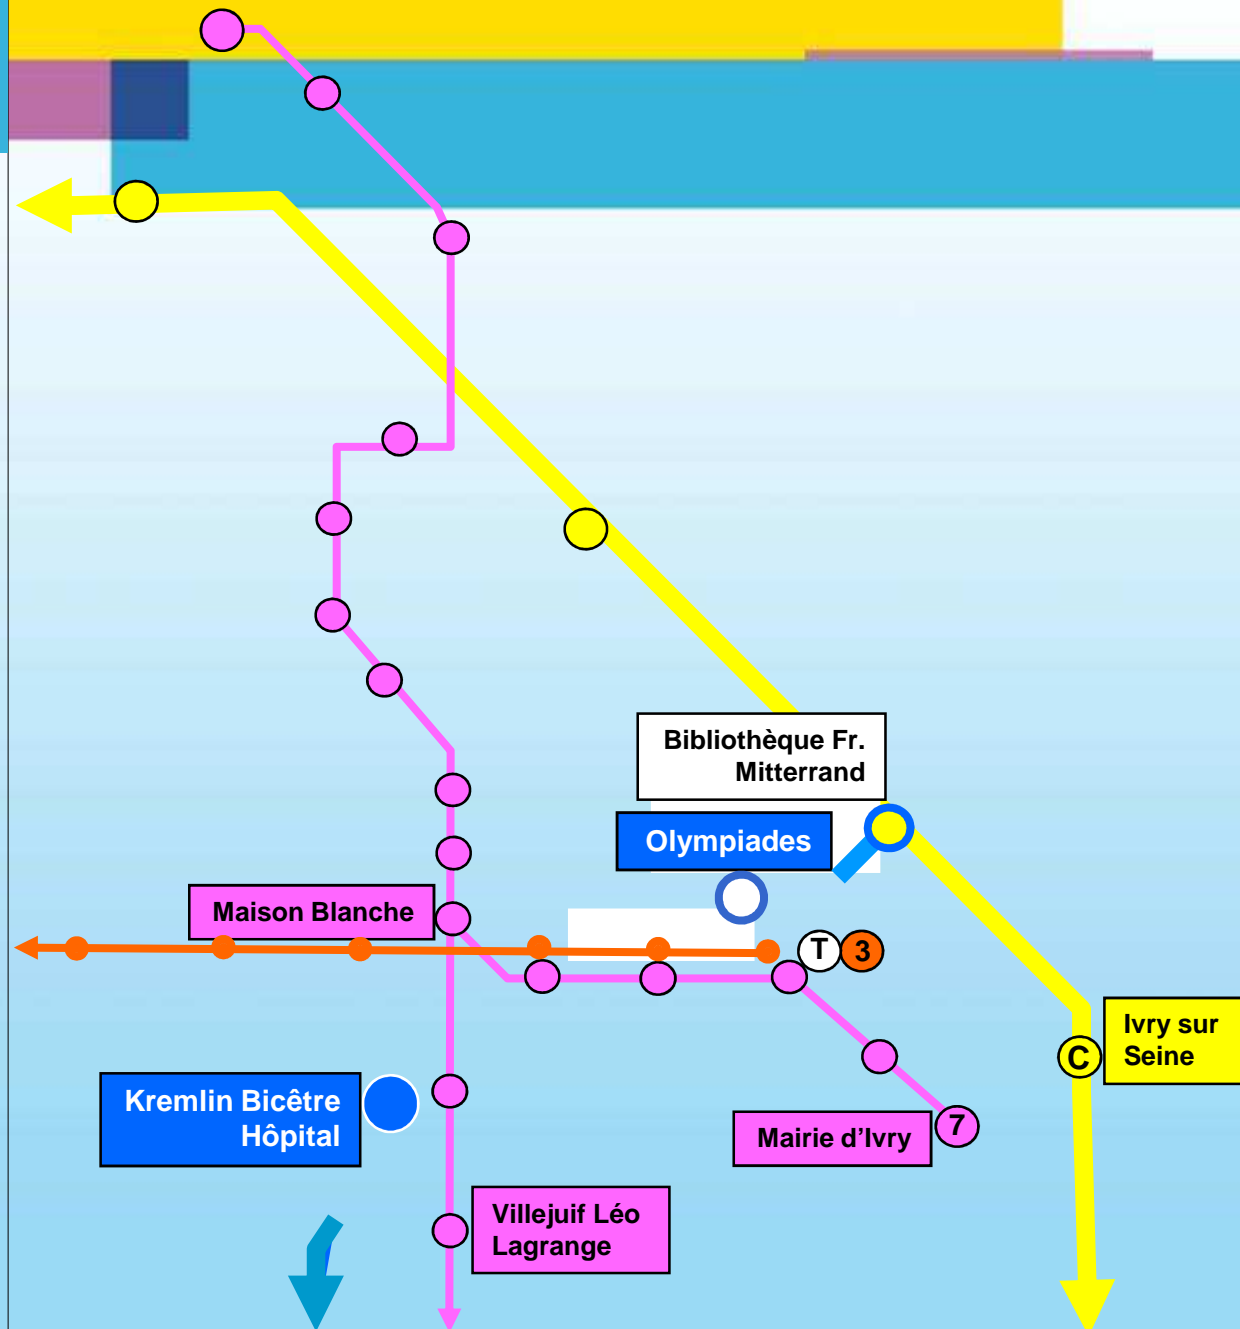 Bibliothèque Fr.
Mitterrand
Olympiades
Maison Blanche
T 3
Ivry sur
Seine
C
Kremlin Bicêtre
Hôpital
Mairie d’Ivry
7
Villejuif Léo
Lagrange